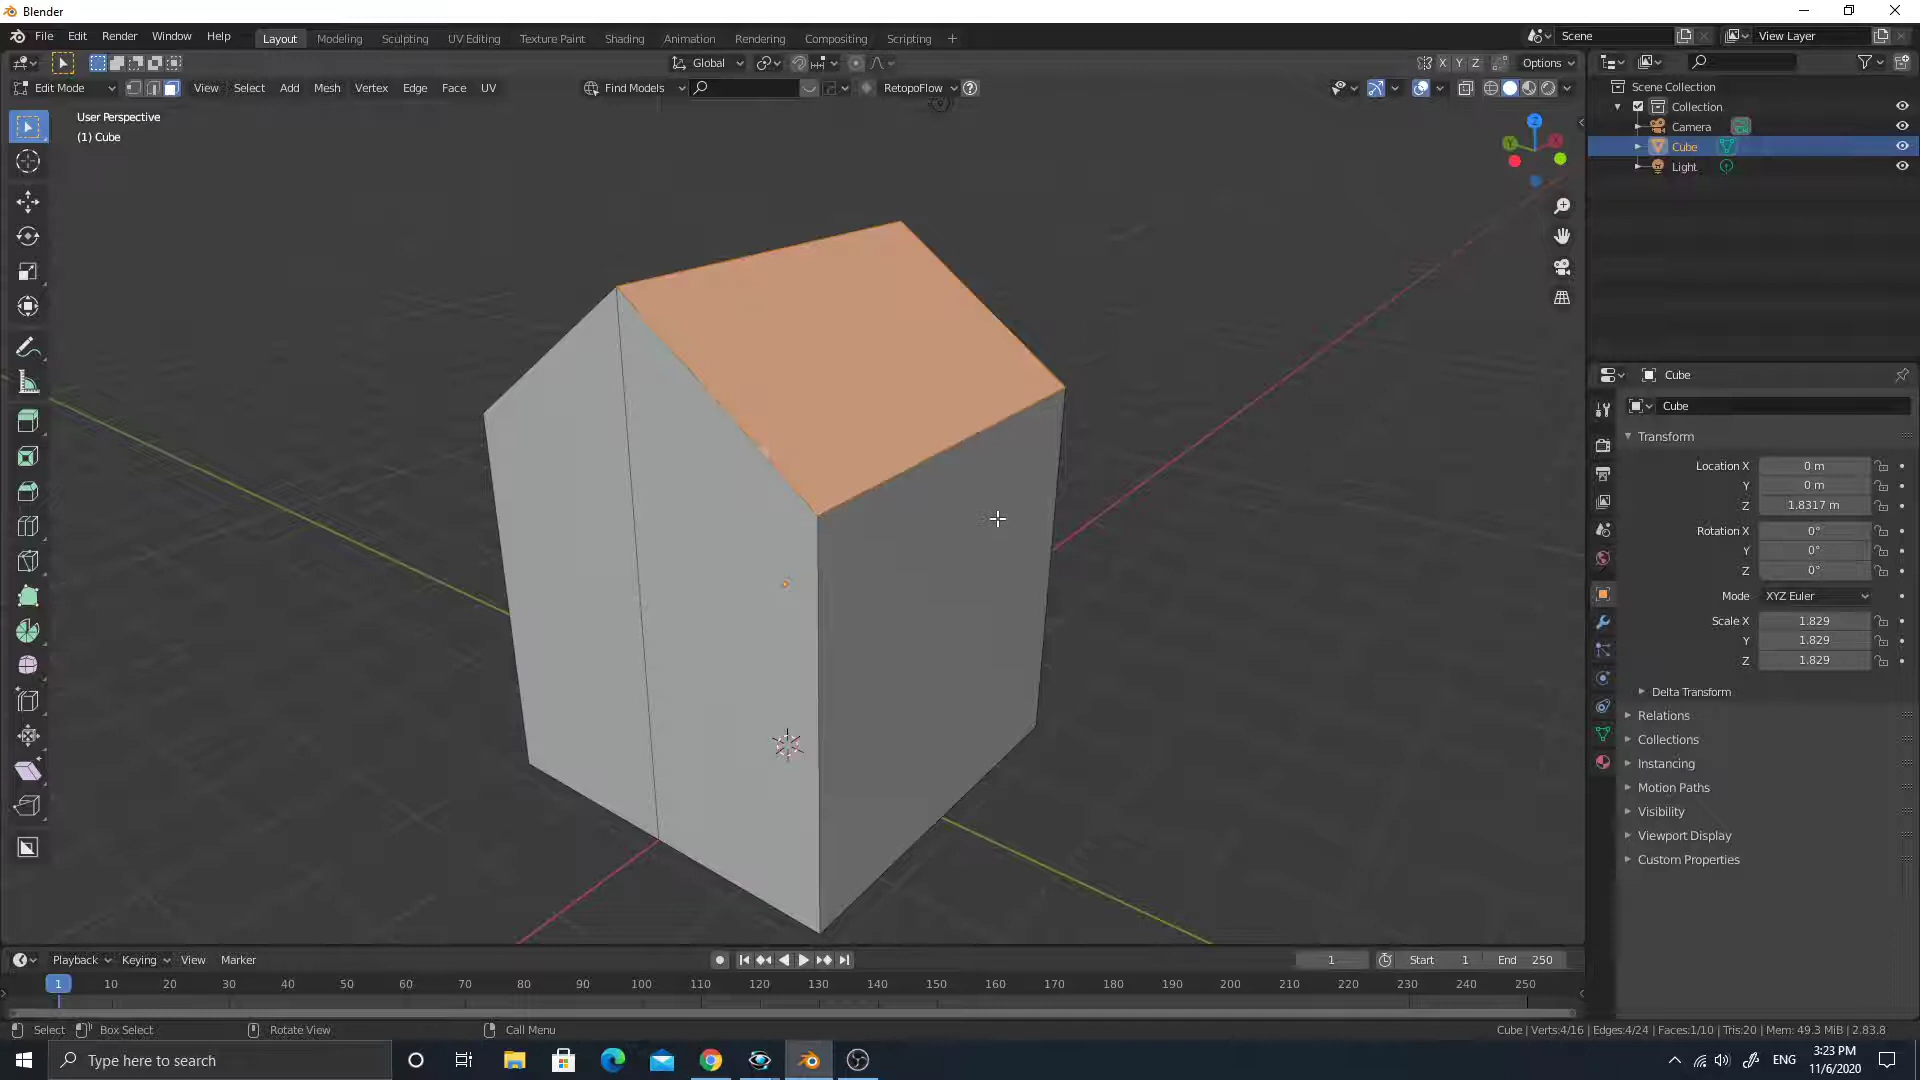 Blender
File Edit Render Window Help
Layout Modeling Sculpting UV Editing Texture Paint Shading Animation Rendering Compositing Scripting +
Scene
View Layer
Global
X Y Z
Options
Edit Mode
View Select Add Mesh Vertex Edge Face UV
Find Models
RetopoFlow
User Perspective
(1) Cube
Z
Y
X
Scene Collection
Collection
Camera
Cube
Light
Cube
Cube
Transform
Location X 0 m
Y 0 m
Z 1.8317 m
Rotation X 0°
Y 0°
Z 0°
Mode XYZ Euler
Scale X 1.829
Y 1.829
Z 1.829
Delta Transform
Relations
Collections
Instancing
Motion Paths
Visibility
Viewport Display
Custom Properties
Playback Keying View Marker
1 Start 1 End 250
1 10 20 30 40 50 60 70 80 90 100 110 120 130 140 150 160 170 180 190 200 210 220 230 240 250
Select Box Select Rotate View Call Menu
Cube | Verts:4/16 | Edges:4/24 | Faces:1/10 | Tris:20 | Mem: 49.3 MiB | 2.83.8
Type here to search
ENG
3:23 PM
11/6/2020